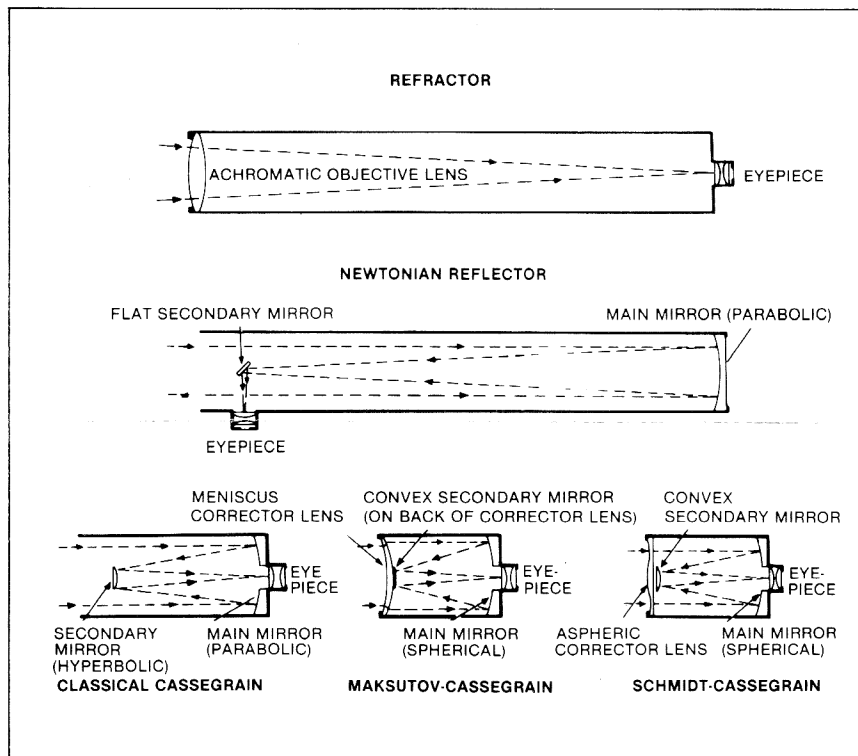 REFRACTOR
ACHROMATIC OBJECTIVE LENS
EYEPIECE
NEWTONIAN REFLECTOR
FLAT SECONDARY MIRROR
MAIN MIRROR (PARABOLIC)
EYEPIECE
MENISCUS
CORRECTOR LENS
CONVEX SECONDARY MIRROR
(ON BACK OF CORRECTOR LENS)
CONVEX
SECONDARY MIRROR
EYE
PIECE
EYE-
PIECE
EYE-
PIECE
SECONDARY
MIRROR
(HYPERBOLIC)
MAIN MIRROR
(PARABOLIC)
MAIN MIRROR
(SPHERICAL)
ASPHERIC
CORRECTOR LENS
MAIN MIRROR
(SPHERICAL)
CLASSICAL CASSEGRAIN
MAKSUTOV-CASSEGRAIN
SCHMIDT-CASSEGRAIN